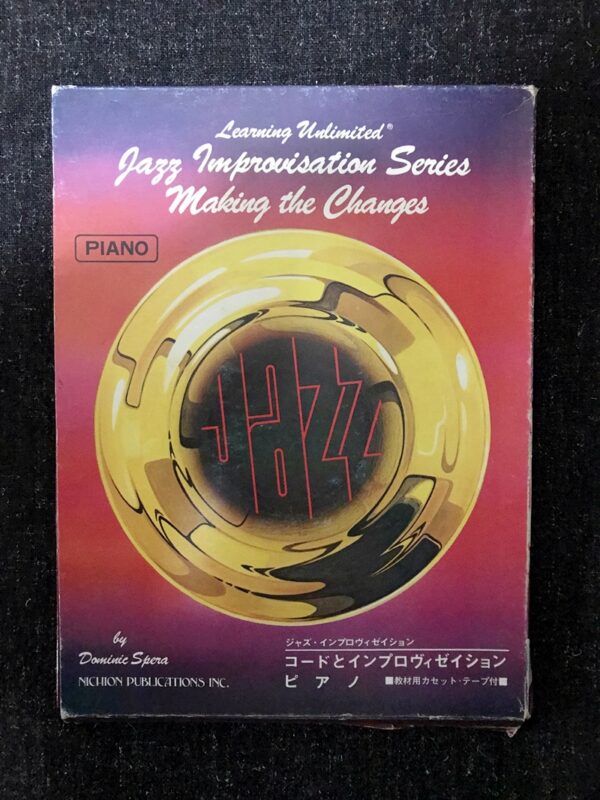 Learning Unlimited®
Jazz Improvisation Series
Making the Changes
PIANO
Jazz
by
Dominic Spera
NICHION PUBLICATIONS INC.
ジャズ・インプロヴィゼイション
コードとインプロヴィゼイション
ピアノ ■教材用カセット・テープ付■